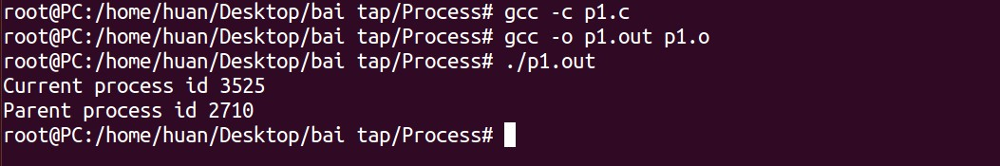 root@PC:/home/huan/Desktop/bai tap/Process# gcc -c p1.c
root@PC:/home/huan/Desktop/bai tap/Process# gcc -o p1.out p1.o
root@PC:/home/huan/Desktop/bai tap/Process# ./p1.out
Current process id 3525
Parent process id 2710
root@PC:/home/huan/Desktop/bai tap/Process#